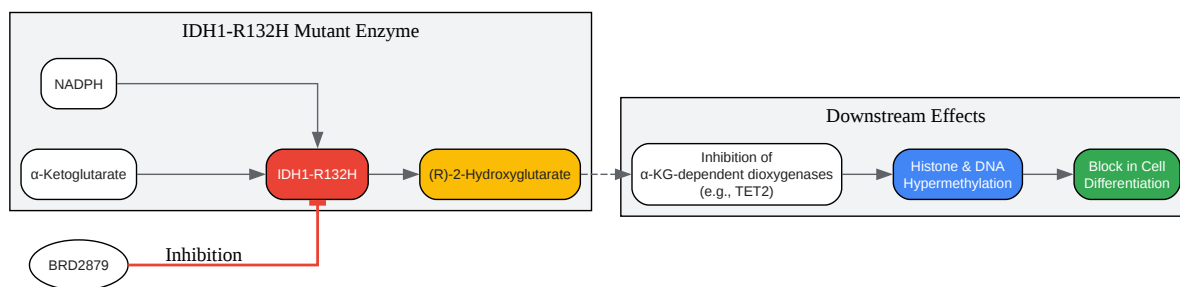 IDH1-R132H Mutant Enzyme
NADPH
α-Ketoglutarate
IDH1-R132H
(R)-2-Hydroxyglutarate
BRD2879
Inhibition
Downstream Effects
Inhibition of
α-KG-dependent dioxygenases
(e.g., TET2)
Histone & DNA
Hypermethylation
Block in Cell
Differentiation